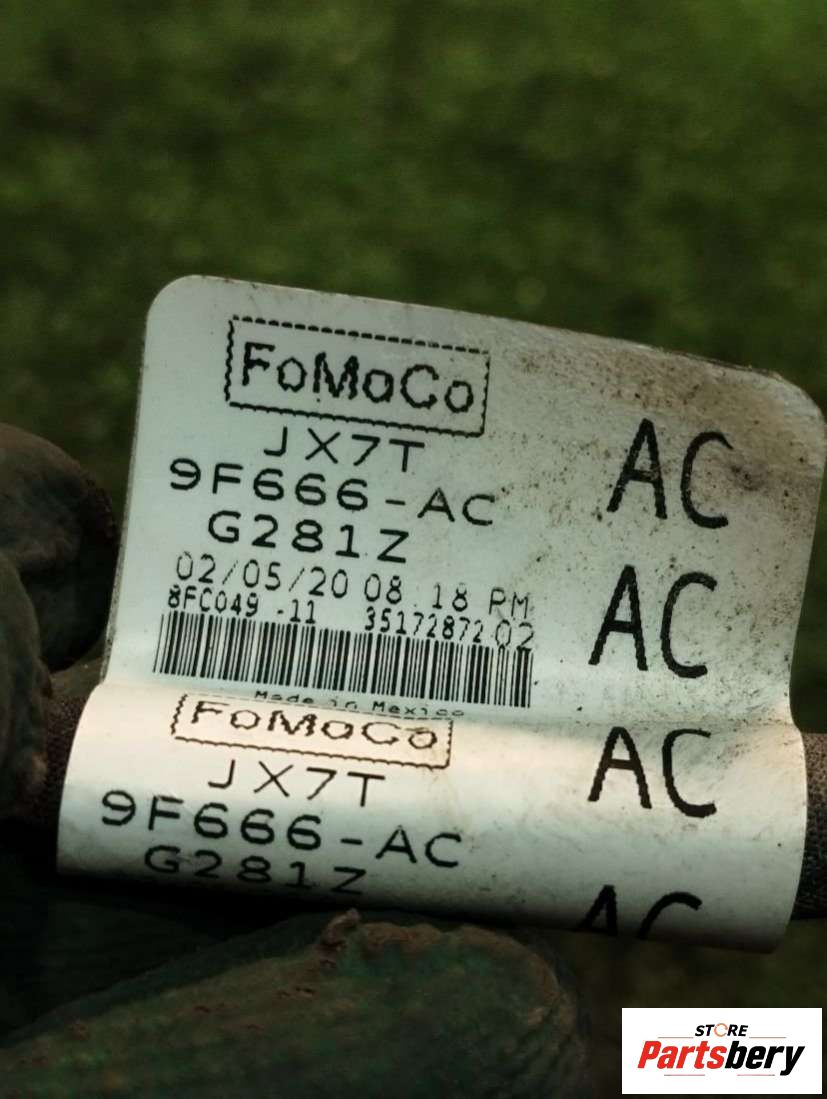 FoMoCo
JX7T
9F666-AC
G281Z
02/05/20 08.18 PM
8FC049 -11 35172872 02
Made in Mexico
AC
AC
FoMoCo
JX7T
9F666-AC
G281Z
AC
AC
STORE
Partsbery